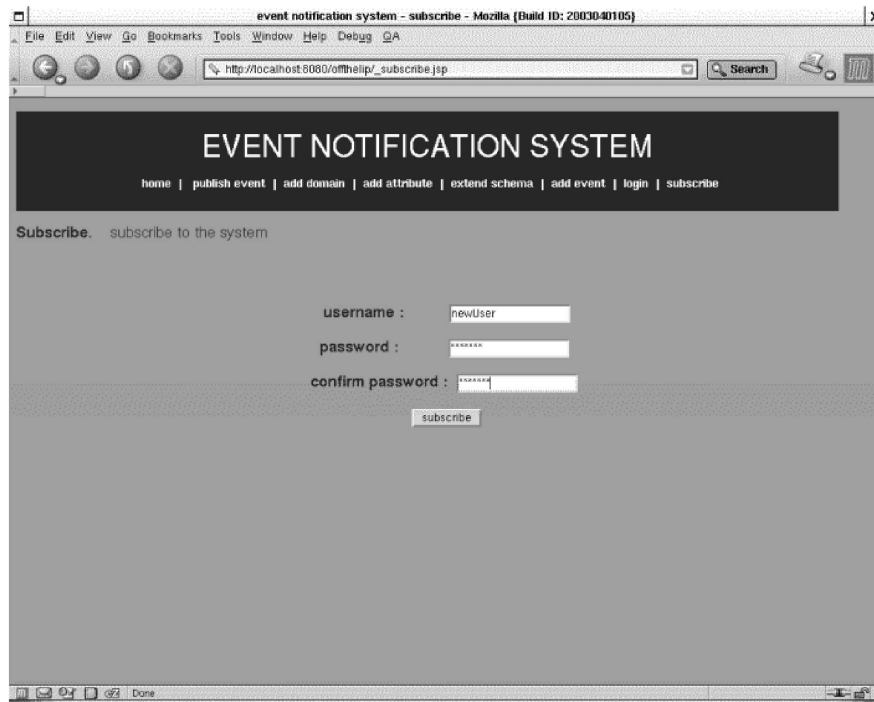 event notification system - subscribe - Mozilla {Build ID: 2003040105}
File Edit View Go Bookmarks Tools Window Help Debug QA
http://localhost:8080/offthelip/_subscribe.jsp Search
EVENT NOTIFICATION SYSTEM
home | publish event | add domain | add attribute | extend schema | add event | login | subscribe
Subscribe. subscribe to the system
username : newUser
password : *******
confirm password : *******
subscribe
Done